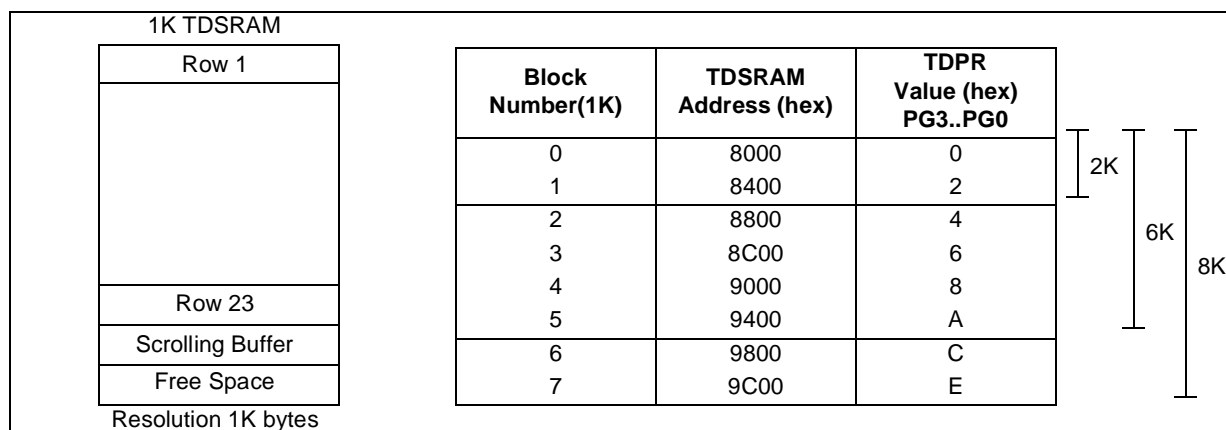 1K TDSRAM
Row 1
Row 23
Scrolling Buffer
Free Space
Resolution 1K bytes
Block Number(1K) TDSRAM Address (hex) TDPR Value (hex) PG3..PG0
0 8000 0
1 8400 2
2 8800 4
3 8C00 6
4 9000 8
5 9400 A
6 9800 C
7 9C00 E
2K
6K
8K